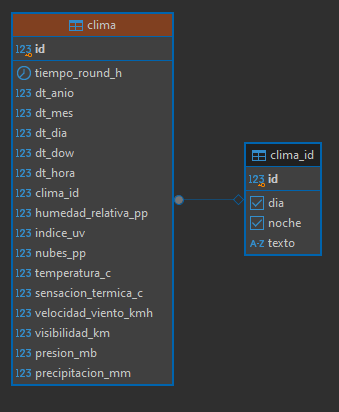 clima
123 id
tiempo_round_h
123 dt_anio
123 dt_mes
123 dt_dia
123 dt_dow
123 dt_hora
123 clima_id
123 humedad_relativa_pp
123 indice_uv
123 nubes_pp
123 temperatura_c
123 sensacion_termica_c
123 velocidad_viento_kmh
123 visibilidad_km
123 presion_mb
123 precipitacion_mm
clima_id
123 id
dia
noche
A-Z texto